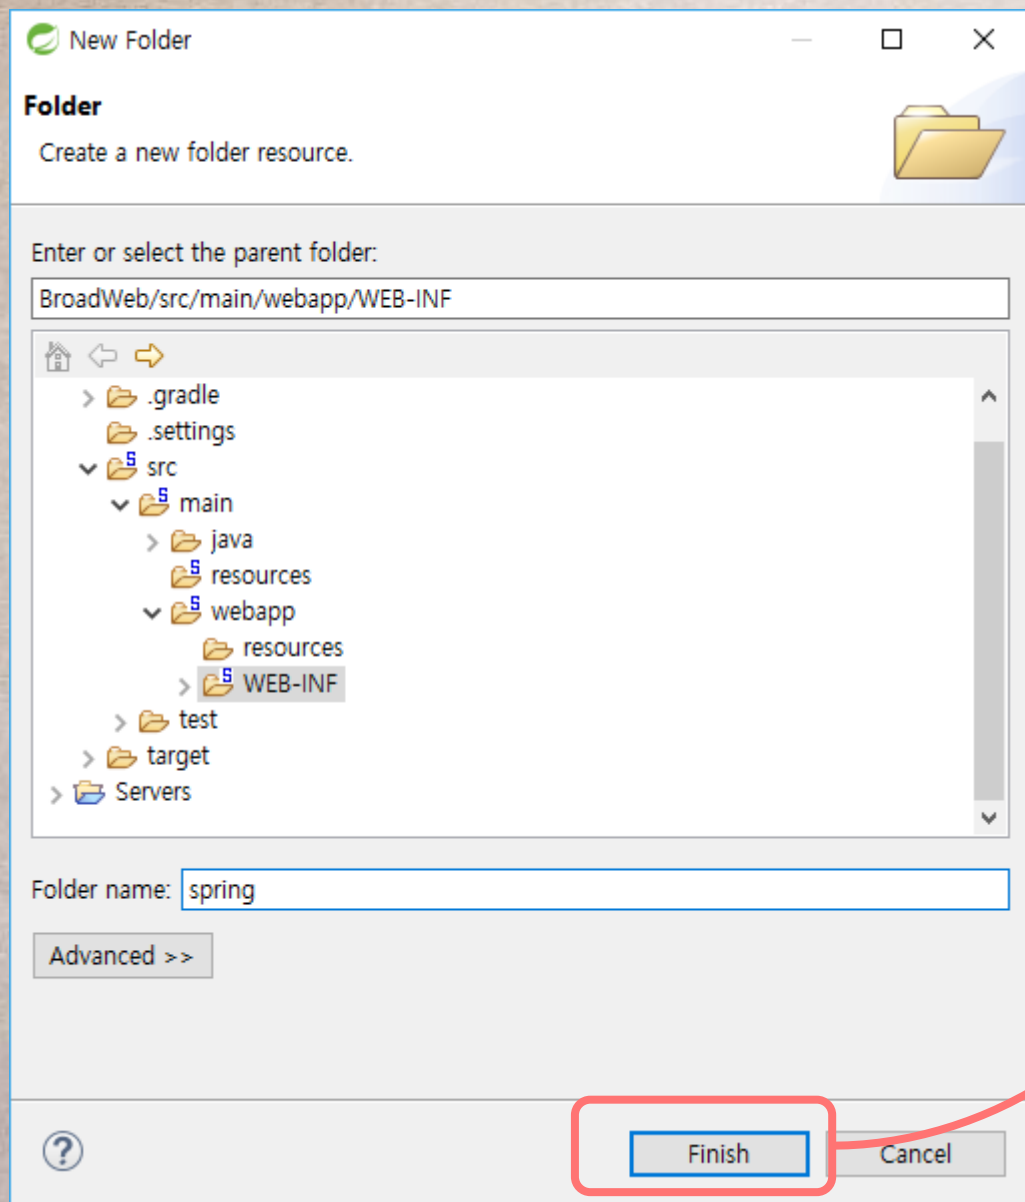 New Folder
Folder
Create a new folder resource.
Enter or select the parent folder:
BroadWeb/src/main/webapp/WEB-INF
.gradle
.settings
src
main
java
resources
webapp
resources
WEB-INF
test
target
Servers
Folder name: spring
Advanced >>
Finish Cancel